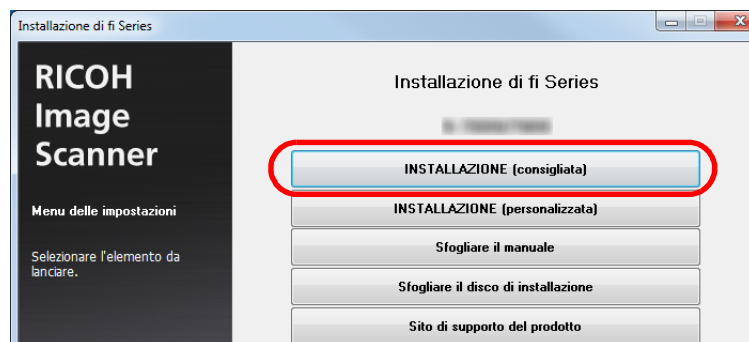 Installazione di fi Series
RICOH
Image
Scanner
Menu delle impostazioni
Selezionare l'elemento da
lanciare.
Installazione di fi Series
INSTALLAZIONE (consigliata)
INSTALLAZIONE (personalizzata)
Sfogliare il manuale
Sfogliare il disco di installazione
Sito di supporto del prodotto